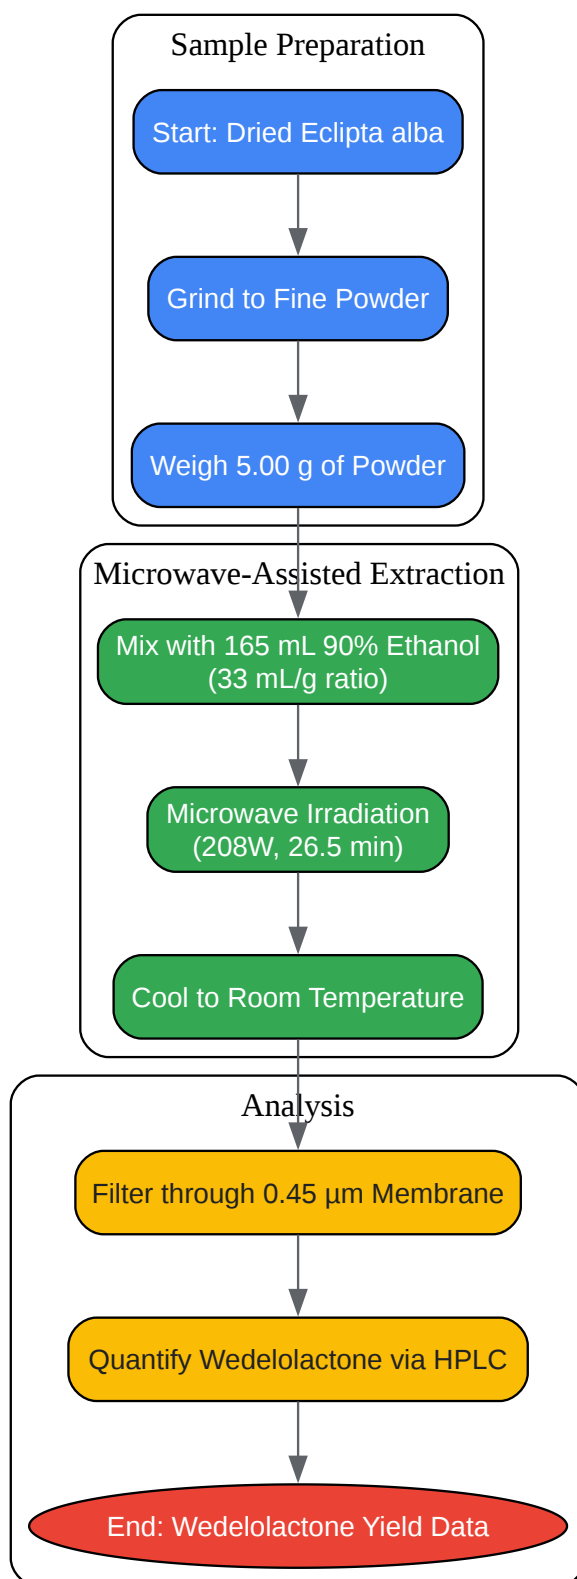 Sample Preparation
Start: Dried Eclipta alba
Grind to Fine Powder
Weigh 5.00 g of Powder
Microwave-Assisted Extraction
Mix with 165 mL 90% Ethanol
(33 mL/g ratio)
Microwave Irradiation
(208W, 26.5 min)
Cool to Room Temperature
Analysis
Filter through 0.45 µm Membrane
Quantify Wedelolactone via HPLC
End: Wedelolactone Yield Data